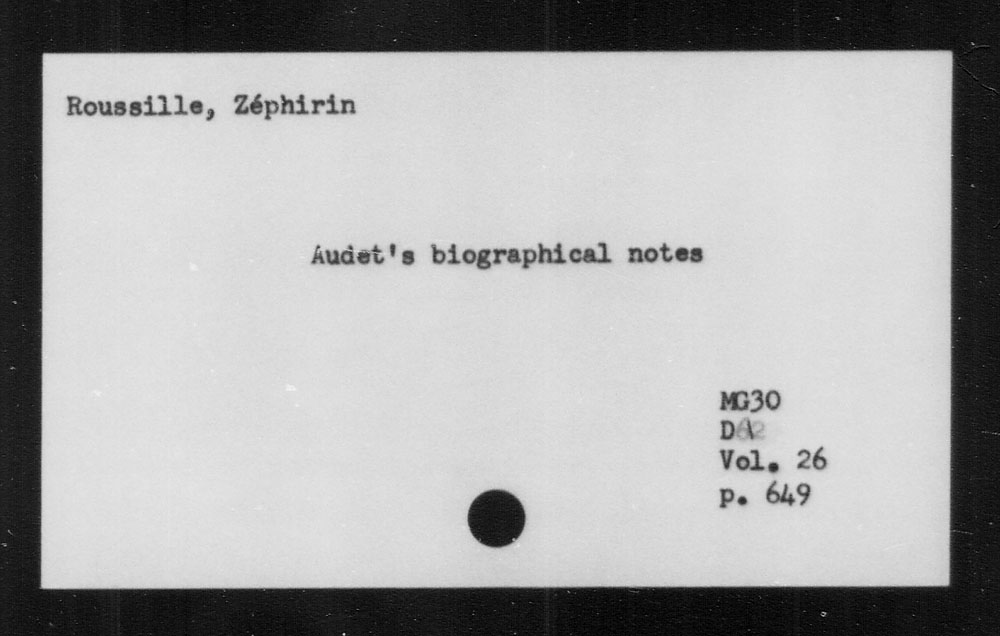 Roussille, Zéphirin
Audet's biographical notes
MG30
D
Vol. 26
p. 649